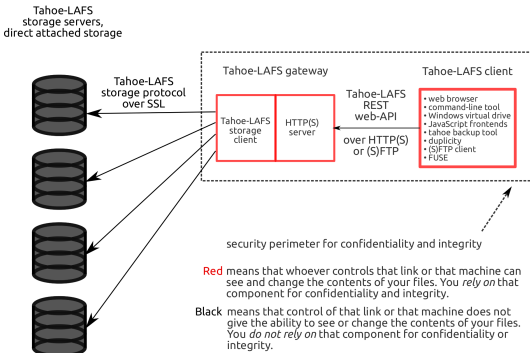 Tahoe-LAFS
storage servers,
direct attached storage
Tahoe-LAFS
storage protocol
over SSL
Tahoe-LAFS gateway
Tahoe-LAFS
storage
client
HTTP(S)
server
Tahoe-LAFS
REST
web-API
over HTTP(S)
or (S)FTP
Tahoe-LAFS client
• web browser
• command-line tool
• Windows virtual drive
• JavaScript frontends
• tahoe backup tool
• duplicity
• (S)FTP client
• FUSE
security perimeter for confidentiality and integrity
Red means that whoever controls that link or that machine can
see and change the contents of your files. You rely on that
component for confidentiality and integrity.
Black means that control of that link or that machine does not
give the ability to see or change the contents of your files.
You do not rely on that component for confidentiality or
integrity.